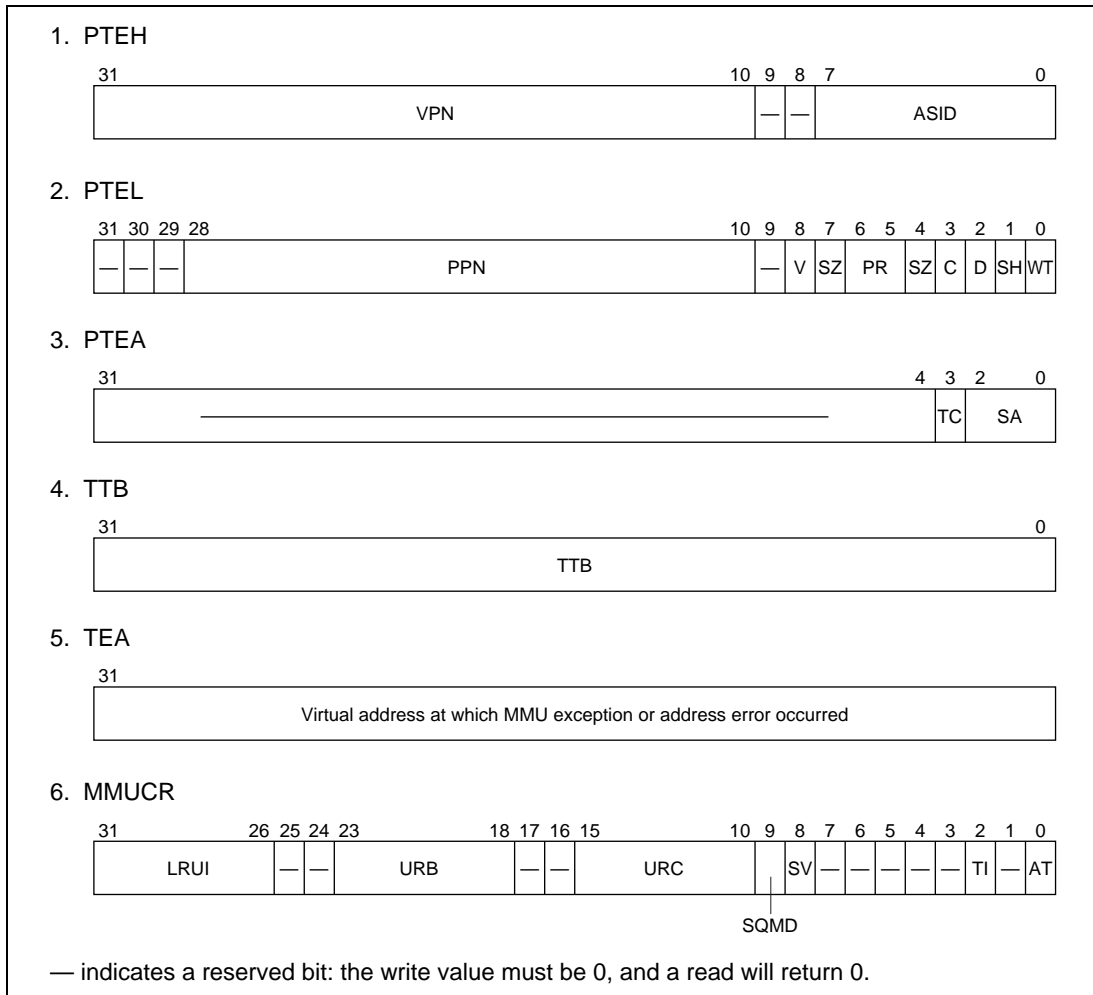 1. PTEH
31 10 9 8 7 0
VPN — — ASID
2. PTEL
31 30 29 28 10 9 8 7 6 5 4 3 2 1 0
— — — PPN — V SZ PR SZ C D SH WT
3. PTEA
31 4 3 2 0
— TC SA
4. TTB
31 0
TTB
5. TEA
31
Virtual address at which MMU exception or address error occurred
6. MMUCR
31 26 25 24 23 18 17 16 15 10 9 8 7 6 5 4 3 2 1 0
LRUI — — URB — — URC SV — — — — — TI — AT
SQMD
— indicates a reserved bit: the write value must be 0, and a read will return 0.